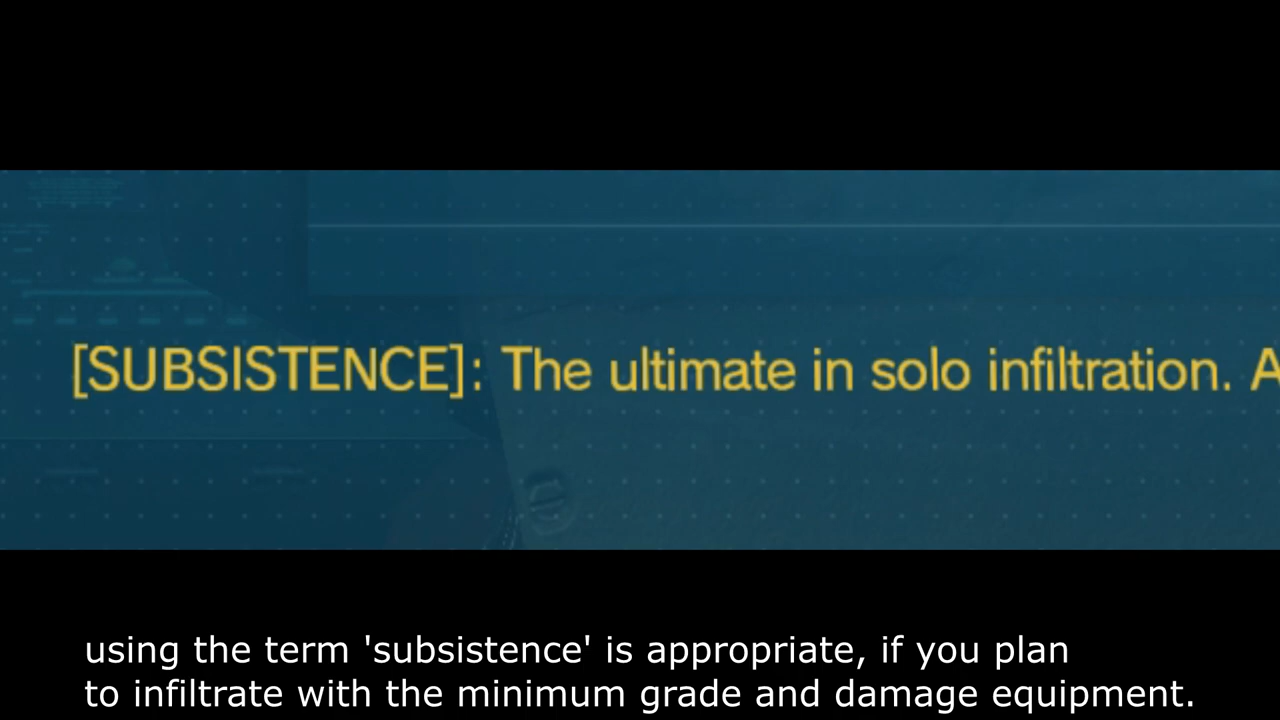 [SUBSISTENCE]: The ultimate in solo infiltration. A
using the term 'subsistence' is appropriate, if you plan
to infiltrate with the minimum grade and damage equipment.